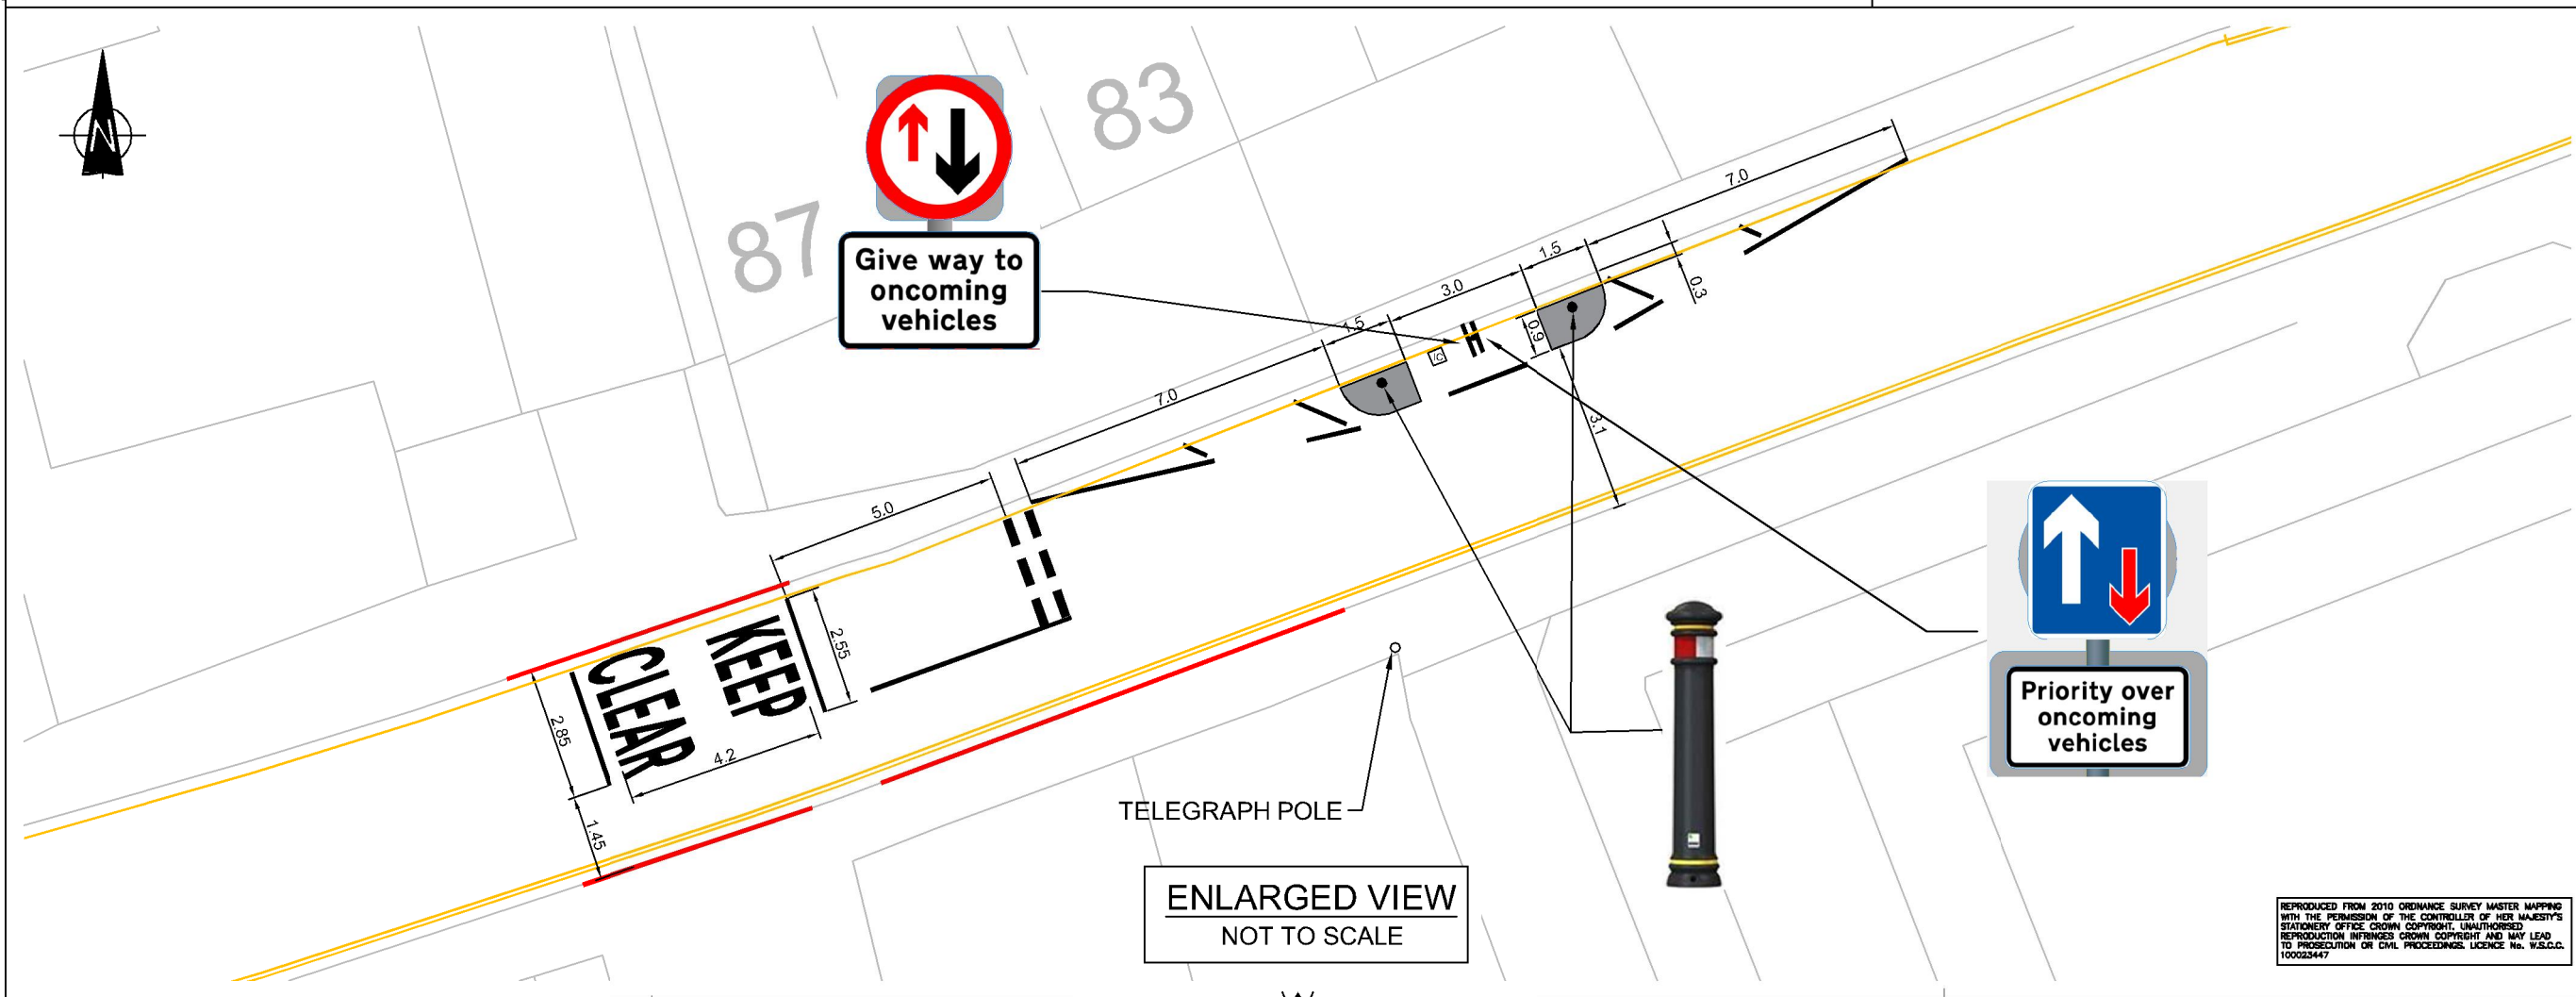 N
83
87
Give way to
oncoming
vehicles
7.0
1.5
3.0
1.5
0.3
0.9
3.1
7.0
5.0
2.55
KEEP
CLEAR
2.85
4.2
1.45
Priority over
oncoming
vehicles
TELEGRAPH POLE
ENLARGED VIEW
NOT TO SCALE
REPRODUCED FROM 2010 ORDNANCE SURVEY MASTER MAPPING
WITH THE PERMISSION OF THE CONTROLLER OF HER MAJESTY'S
STATIONERY OFFICE CROWN COPYRIGHT. UNAUTHORISED
REPRODUCTION INFRINGES CROWN COPYRIGHT AND MAY LEAD
TO PROSECUTION OR CIVIL PROCEEDINGS. LICENCE No. W.S.C.C.
100023447